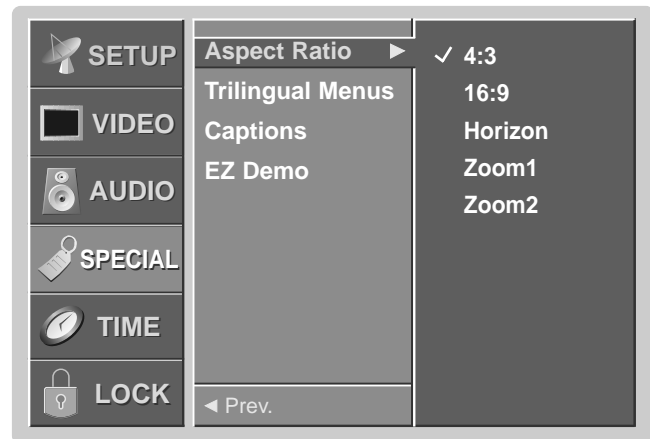 SETUP
VIDEO
AUDIO
SPECIAL
TIME
LOCK
Aspect Ratio ►
Trilingual Menus
Captions
EZ Demo
◄ Prev.
✓ 4:3
16:9
Horizon
Zoom1
Zoom2